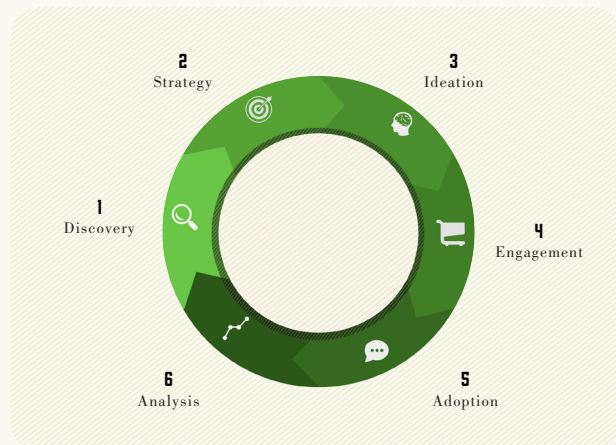 1
Discovery
2
Strategy
3
Ideation
4
Engagement
5
Adoption
6
Analysis